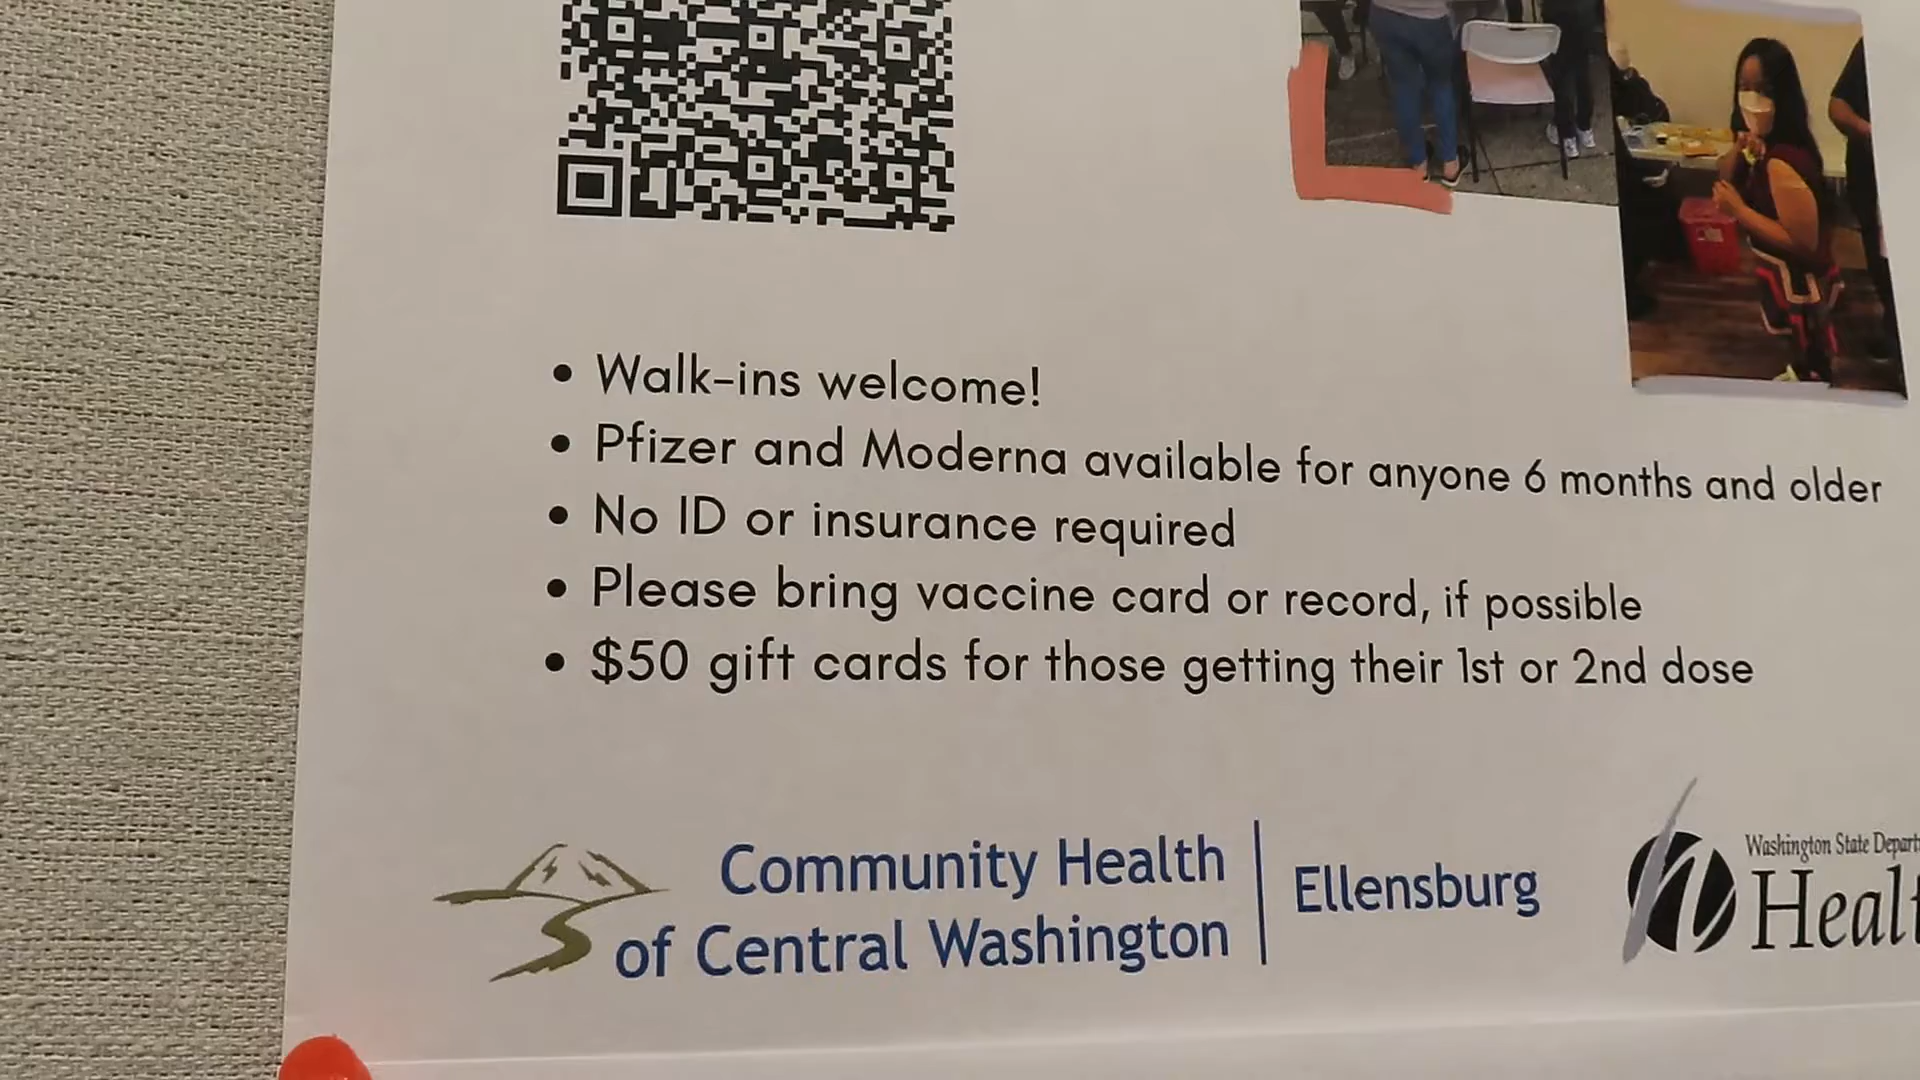 • Walk-ins welcome!
• Pfizer and Moderna available for anyone 6 months and older
• No ID or insurance required
• Please bring vaccine card or record, if possible
• $50 gift cards for those getting their 1st or 2nd dose
Community Health
of Central Washington
Ellensburg
Washington State